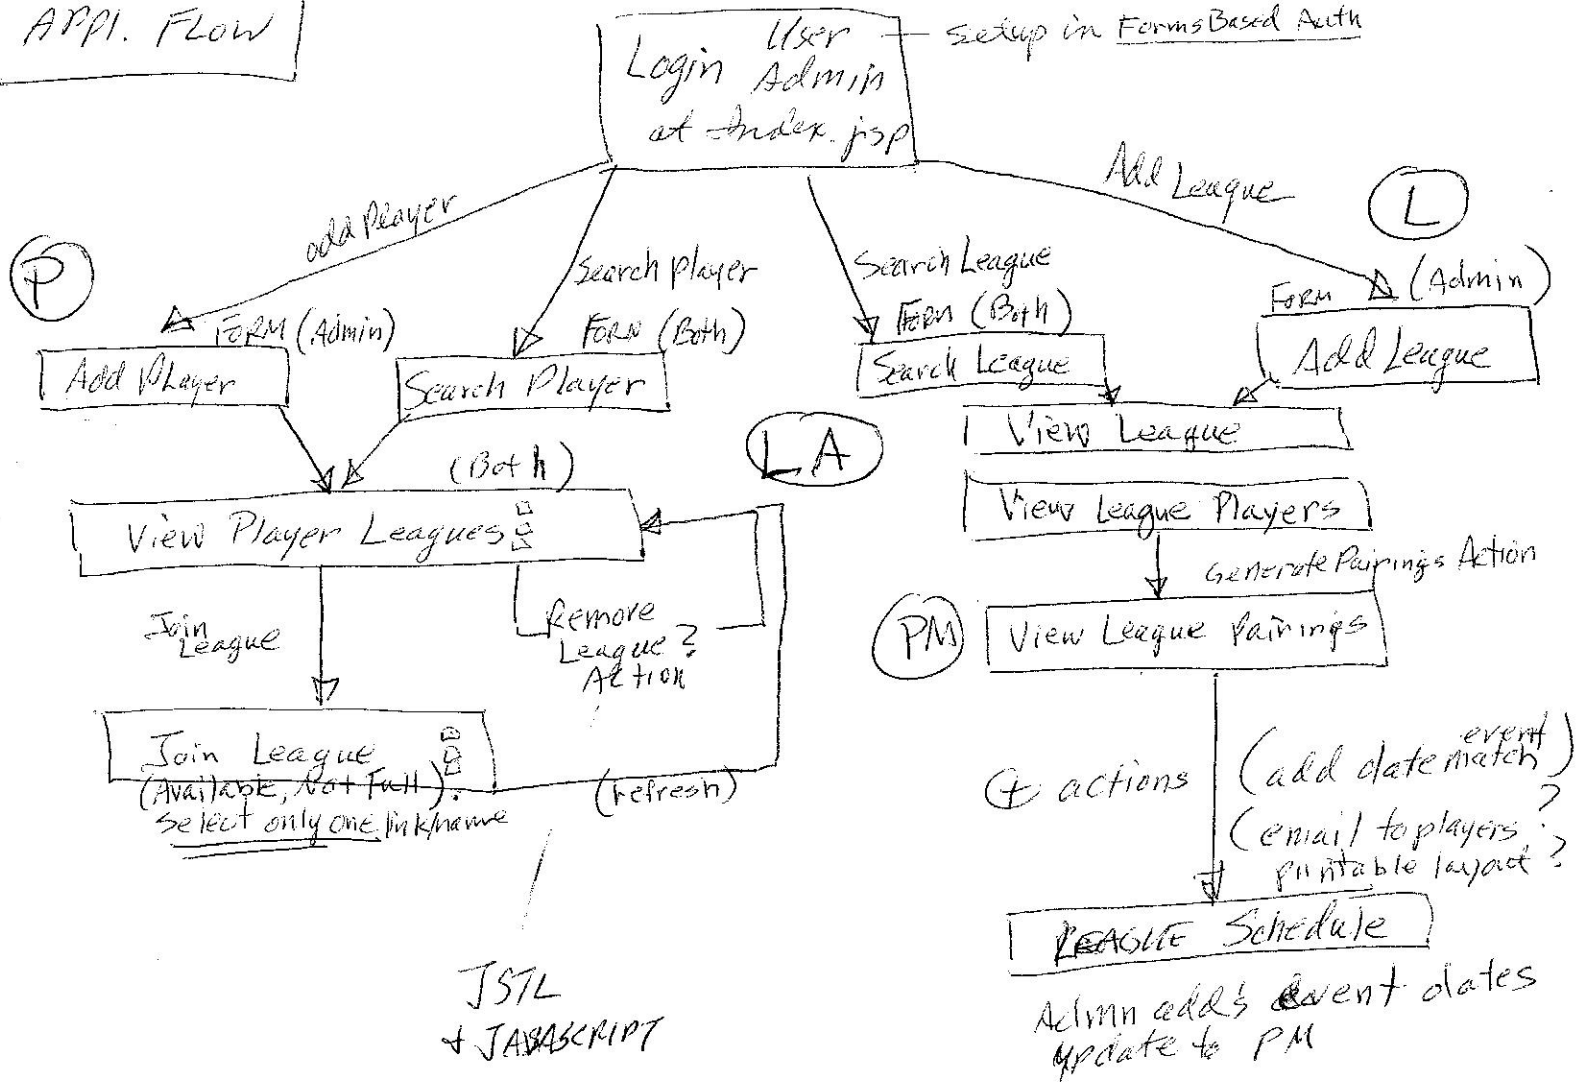 APPl. FLOW
User
Login Admin
at Index.jsp
setup in FormsBased Auth
add Player
Search player
Search League
Add League
P
L
FORM (Admin)
FORM (Both)
FORM (Both)
FORM (Admin)
Add PLayer
Search Player
Search League
Add League
View League
(Both)
LA
View Player Leagues
View League Players
Generate Pairings Action
Join
League
Remove
League?
Action
PM
View League Pairings
Join League
(Available, Not Full).
select only one link/name
(refresh)
+ actions
(add date event match)
(email to players?
printable layout?
LEAGUE Schedule
Admn add's event dates
update to PM
JSTL
+ JAVASCRIPT